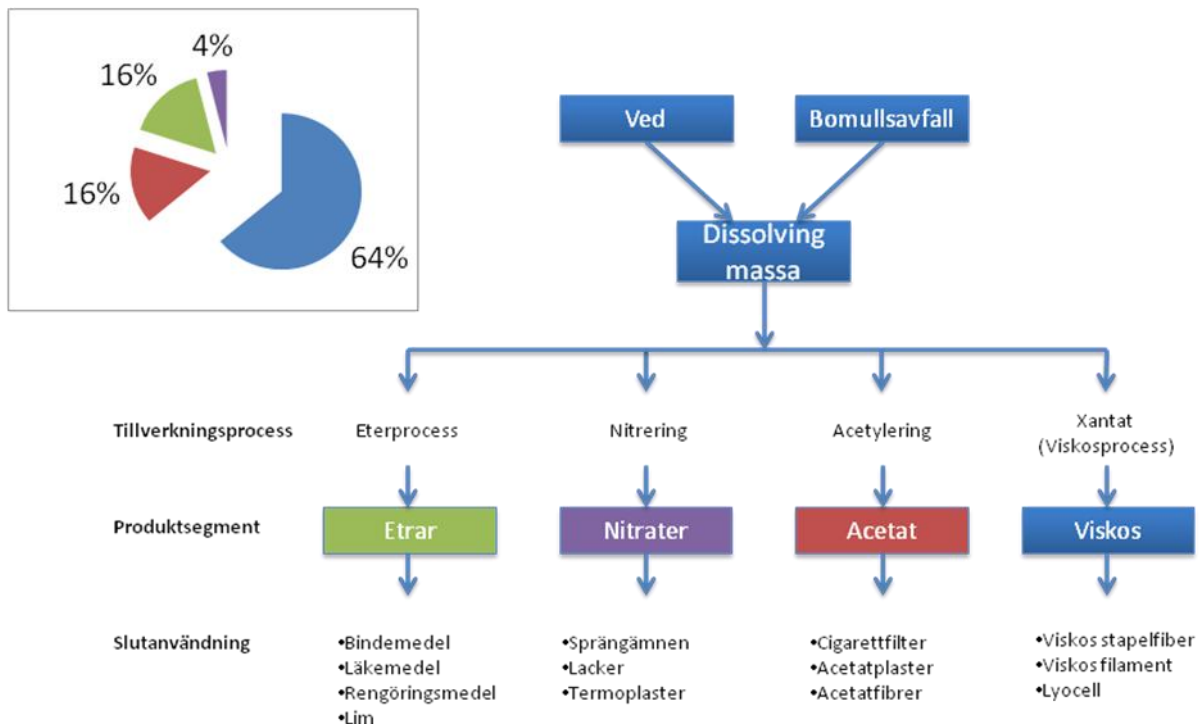 4%
16%
16%
64%
Ved
Bomullsavfall
Dissolving
massa
Tillverkningsprocess
Eterprocess
Nitrering
Acetylering
Xantat
(Viskosprocess)
Produktsegment
Etrar
Nitrater
Acetat
Viskos
Slutanvändning
•Bindemedel
•Läkemedel
•Rengöringsmedel
•Lim
•Sprängämnen
•Lacker
•Termoplaster
•Cigarettfilter
•Acetatplaster
•Acetatfibrer
•Viskos stapelfiber
•Viskos filament
•Lyocell